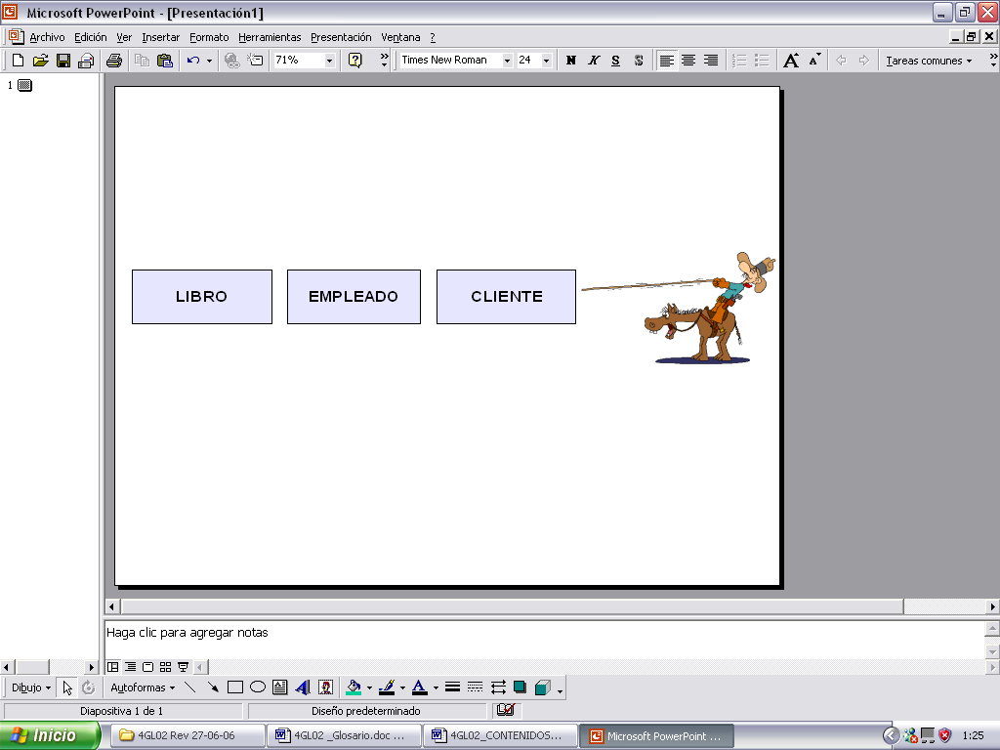 Microsoft PowerPoint - [Presentación1]
Archivo Edición Ver Insertar Formato Herramientas Presentación Ventana ?
71% Times New Roman 24 N K S S Tareas comunes
1
LIBRO EMPLEADO CLIENTE
Haga clic para agregar notas
Dibujo Autoformas
Diapositiva 1 de 1 Diseño predeterminado
Inicio 4GL02 Rev 27-06-06 4GL02 _Glosario.doc ... 4GL02_CONTENIDOS... Microsoft PowerPoint ... 1:25